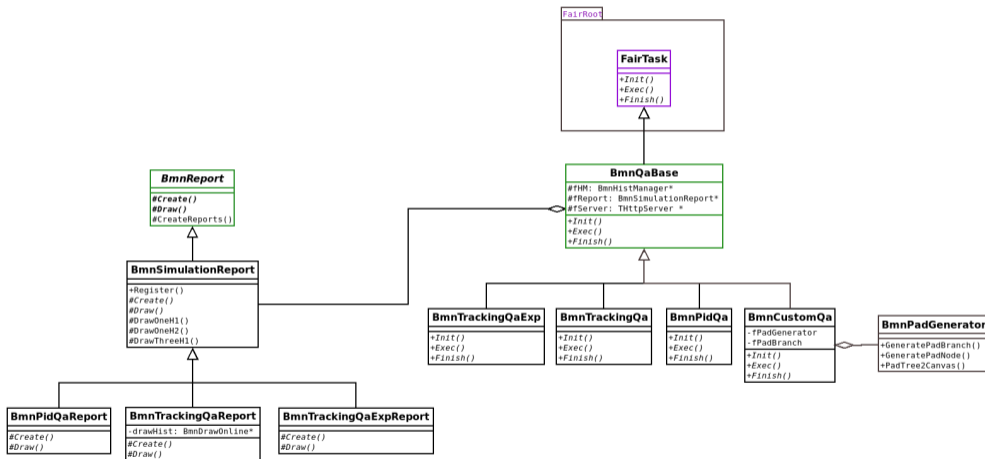 FairRoot
FairTask
+Init()
+Exec()
+Finish()
BmnQaBase
#fHM: BmnHistManager*
#fReport: BmnSimulationReport*
#fServer: THttpServer *
+Init()
+Exec()
+Finish()
BmnReport
#Create()
#Draw()
#CreateReports()
BmnSimulationReport
+Register()
#Create()
#Draw()
#DrawOneH1()
#DrawOneH2()
#DrawThreeH1()
BmnTrackingQaExp
+Init()
+Exec()
+Finish()
BmnTrackingQa
+Init()
+Exec()
+Finish()
BmnPidQa
+Init()
+Exec()
+Finish()
BmnCustomQa
-fPadGenerator
-fPadBranch
+Init()
+Exec()
+Finish()
BmnPadGenerator
+GeneratePadBranch()
+GeneratePadNode()
+PadTree2Canvas()
BmnPidQaReport
#Create()
#Draw()
BmnTrackingQaReport
-drawHist: BmnDrawOnline*
#Create()
#Draw()
BmnTrackingQaExpReport
#Create()
#Draw()